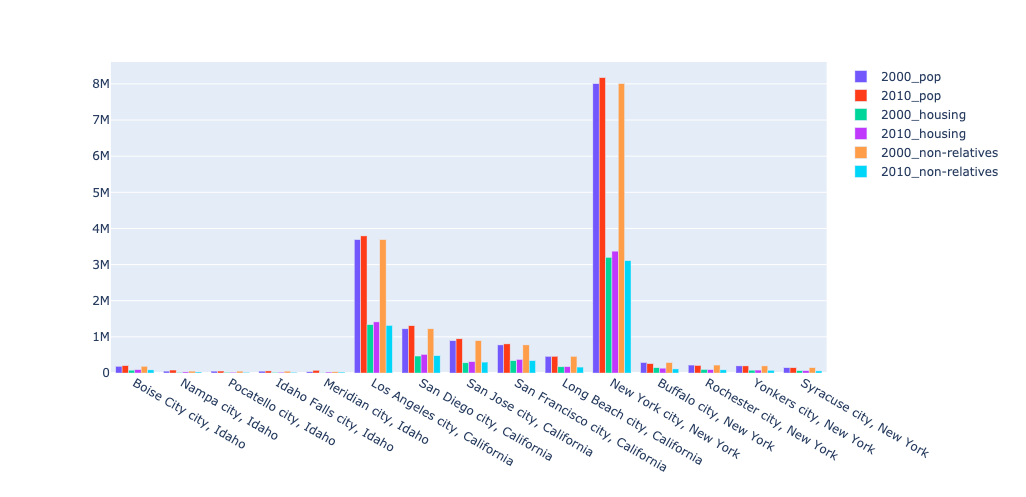 8M
7M
6M
5M
4M
3M
2M
1M
0
Boise City city, Idaho
Nampa city, Idaho
Pocatello city, Idaho
Idaho Falls city, Idaho
Meridian city, Idaho
Los Angeles city, California
San Diego city, California
San Jose city, California
San Francisco city, California
Long Beach city, California
New York city, New York
Buffalo city, New York
Rochester city, New York
Yonkers city, New York
Syracuse city, New York
2000_pop
2010_pop
2000_housing
2010_housing
2000_non-relatives
2010_non-relatives